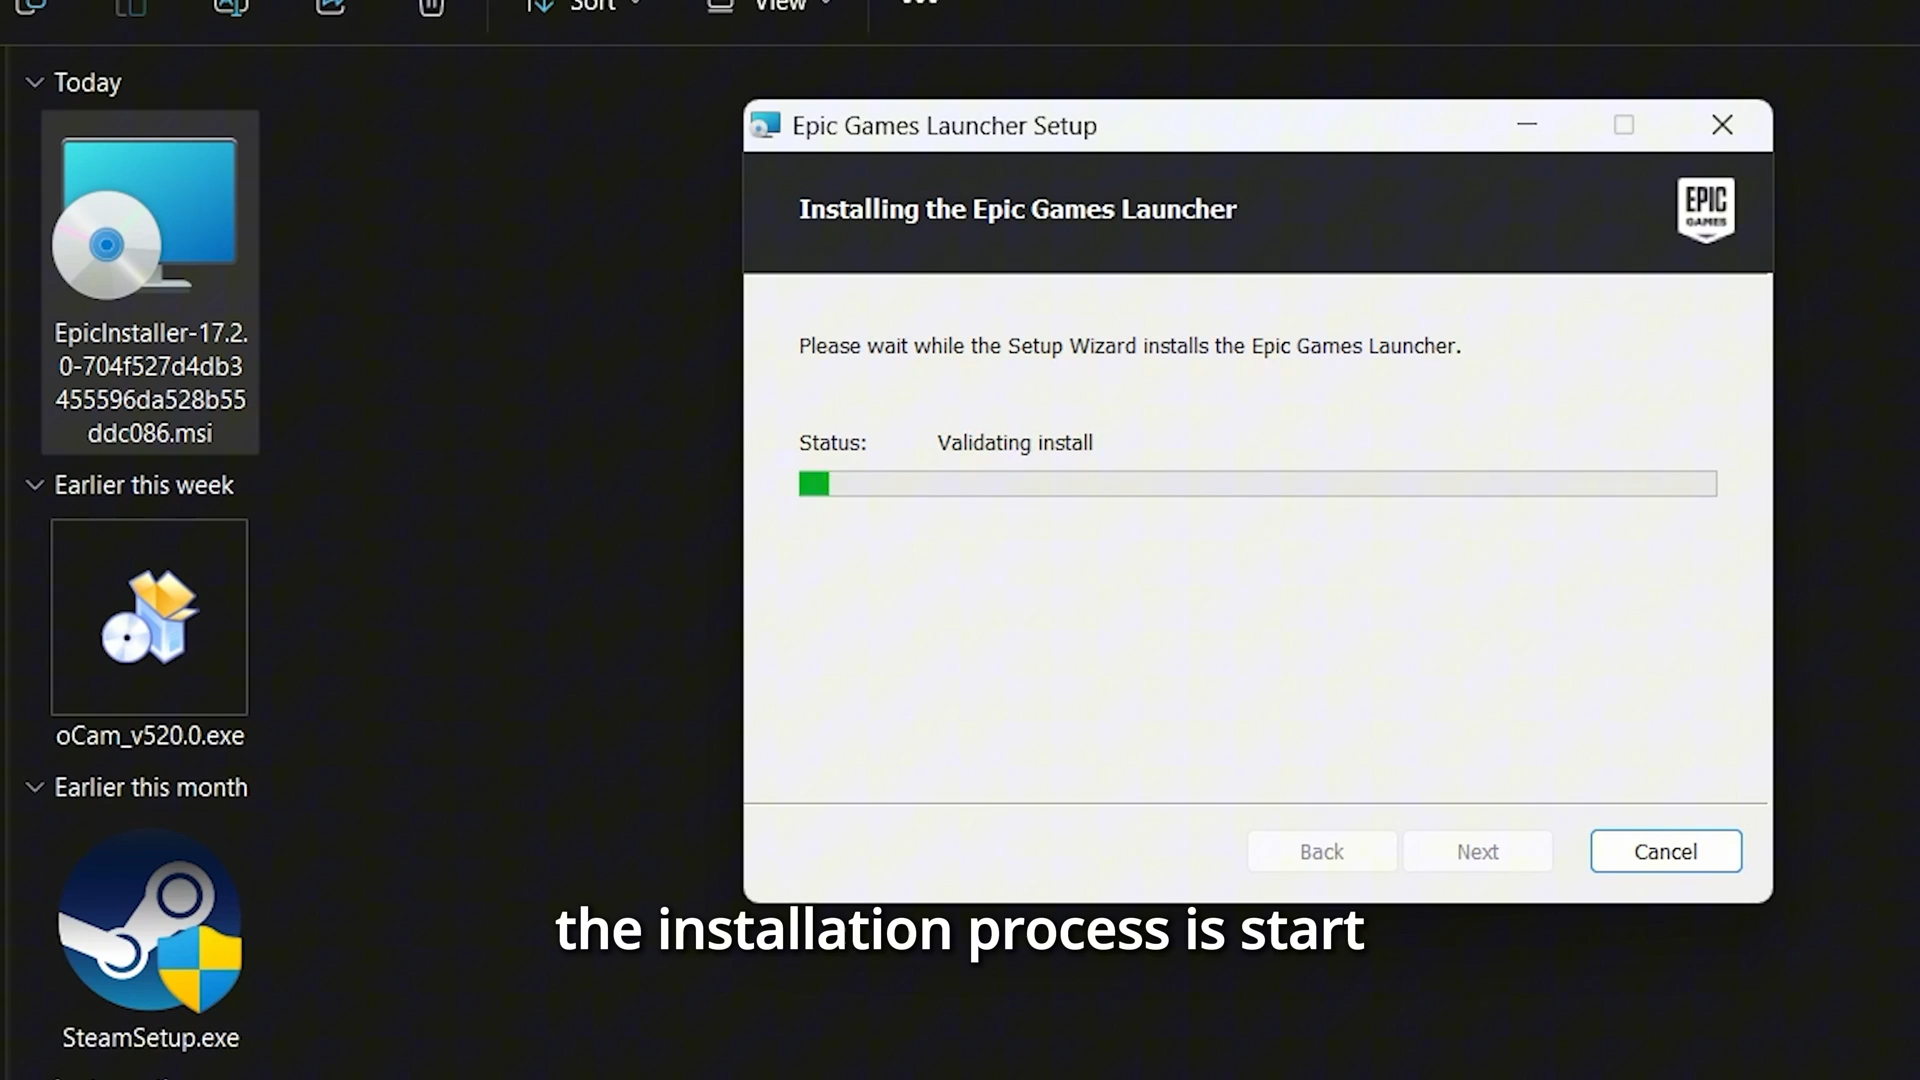 Sort
View
Today
EpicInstaller-17.2.
0-704f527d4db3
455596da528b55
ddc086.msi
Earlier this week
oCam_v520.0.exe
Earlier this month
SteamSetup.exe
Epic Games Launcher Setup
Installing the Epic Games Launcher
EPIC
GAMES
Please wait while the Setup Wizard installs the Epic Games Launcher.
Status: Validating install
Back
Next
Cancel
the installation process is start